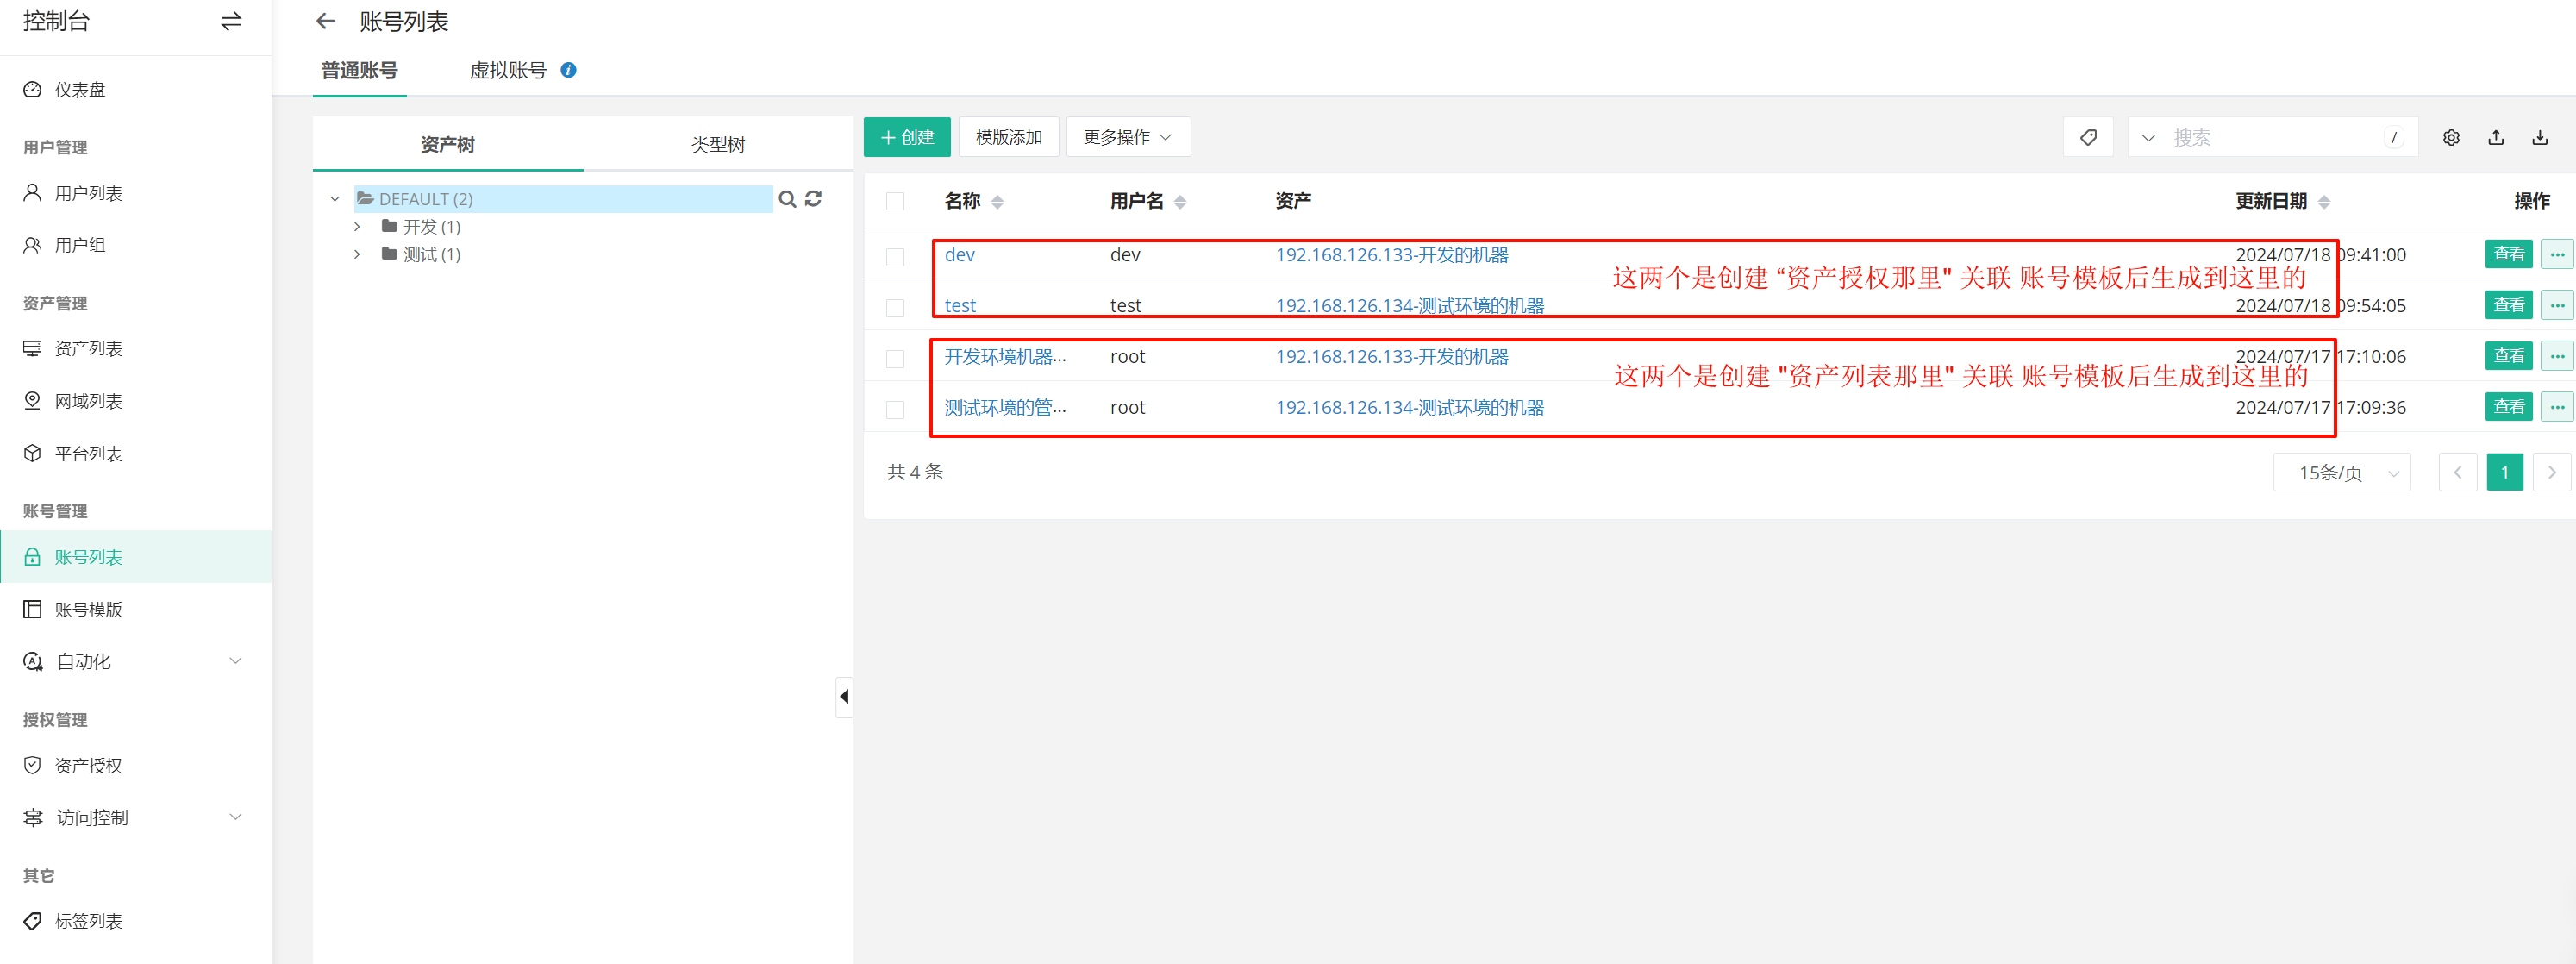 控制台
仪表盘
用户管理
用户列表
用户组
资产管理
资产列表
网域列表
平台列表
账号管理
账号列表
账号模版
自动化
授权管理
资产授权
访问控制
其它
标签列表
账号列表
普通账号 虚拟账号
资产树 类型树
DEFAULT (2)
开发 (1)
测试 (1)
创建 模版添加 更多操作 搜索 /
名称 用户名 资产 更新日期 操作
dev dev 192.168.126.133-开发的机器 2024/07/18 09:41:00 查看 ...
这两个是创建 “资产授权那里" 关联 账号模板后生成到这里的
test test 192.168.126.134-测试环境的机器 2024/07/18 09:54:05 查看 ...
开发环境机器... root 192.168.126.133-开发的机器 2024/07/17 17:10:06 查看 ...
这两个是创建 "资产列表那里" 关联 账号模板后生成到这里的
测试环境的管... root 192.168.126.134-测试环境的机器 2024/07/17 17:09:36 查看 ...
共 4 条 15条/页 1